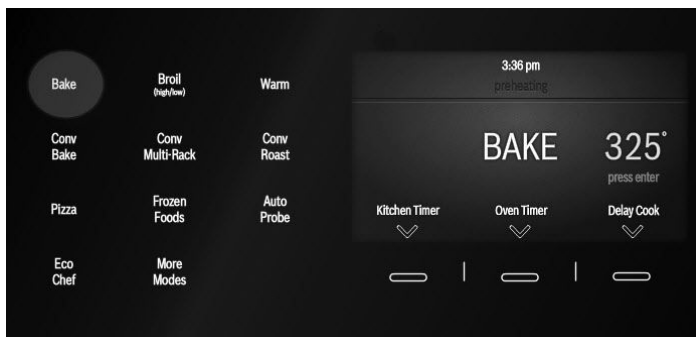 Bake
Broil
(high/low)
Warm
Conv
Bake
Conv
Multi-Rack
Conv
Roast
Pizza
Frozen
Foods
Auto
Probe
Eco
Chef
More
Modes
3:36 pm
preheating
BAKE
325°
press enter
Kitchen Timer
Oven Timer
Delay Cook